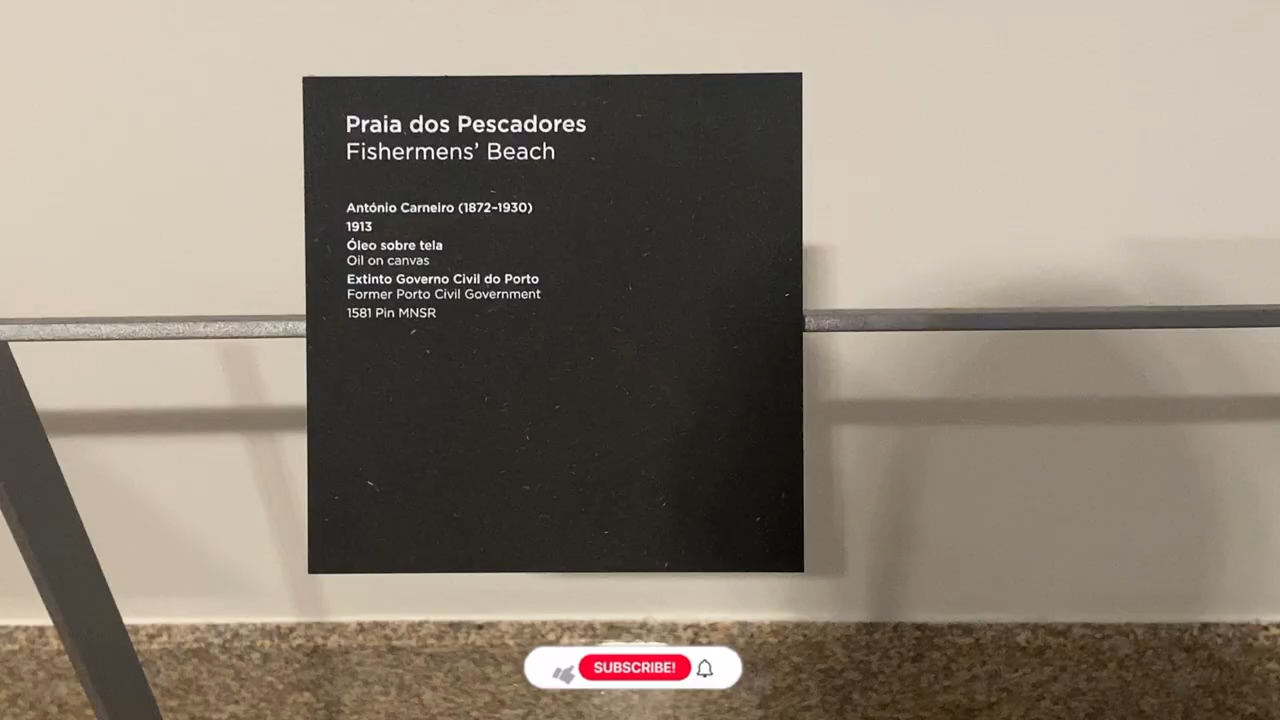 Praia dos Pescadores
Fishermens’ Beach
António Carneiro (1872–1930)
1913
Óleo sobre tela
Oil on canvas
Extinto Governo Civil do Porto
Former Porto Civil Government
1581 Pin MNSR
SUBSCRIBE!